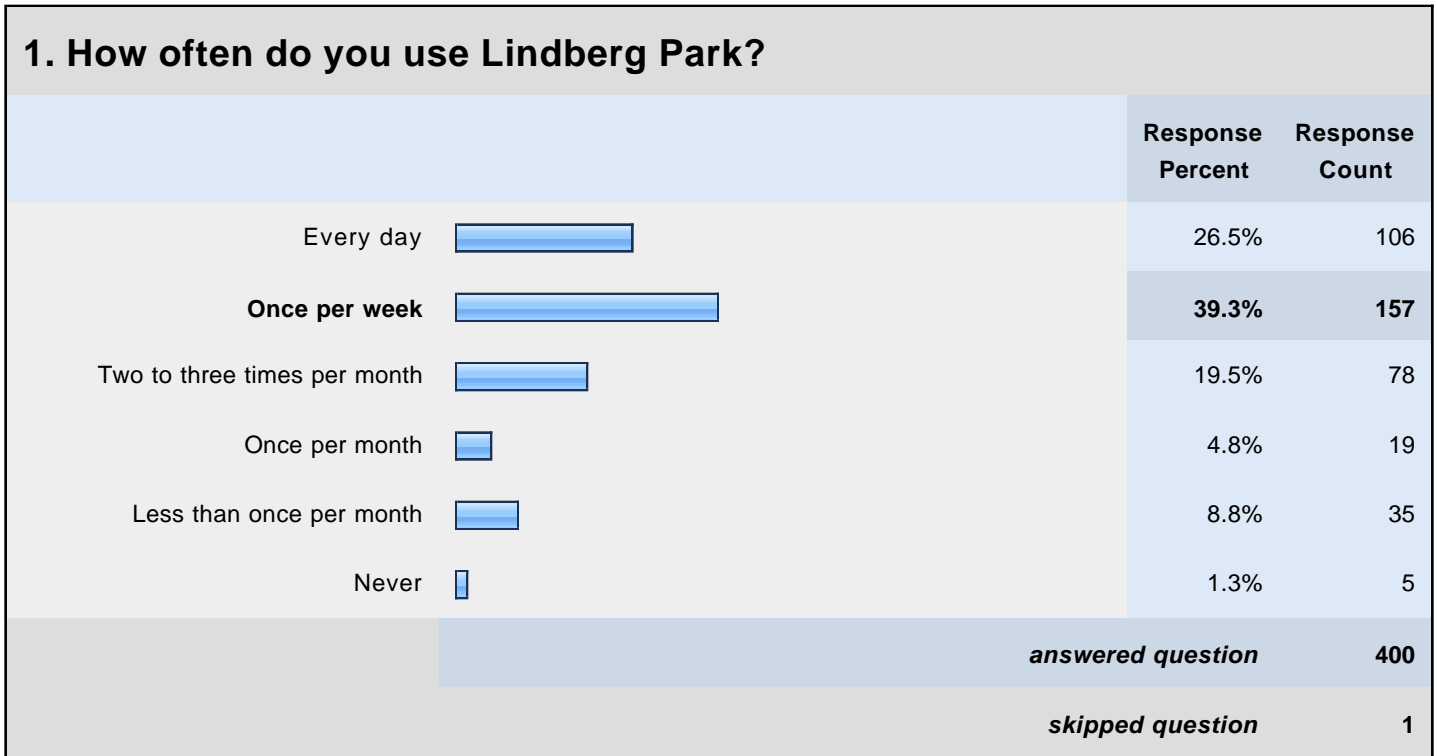 1. How often do you use Lindberg Park?
Response Percent Response Count
Every day 26.5% 106
Once per week 39.3% 157
Two to three times per month 19.5% 78
Once per month 4.8% 19
Less than once per month 8.8% 35
Never 1.3% 5
answered question 400
skipped question 1